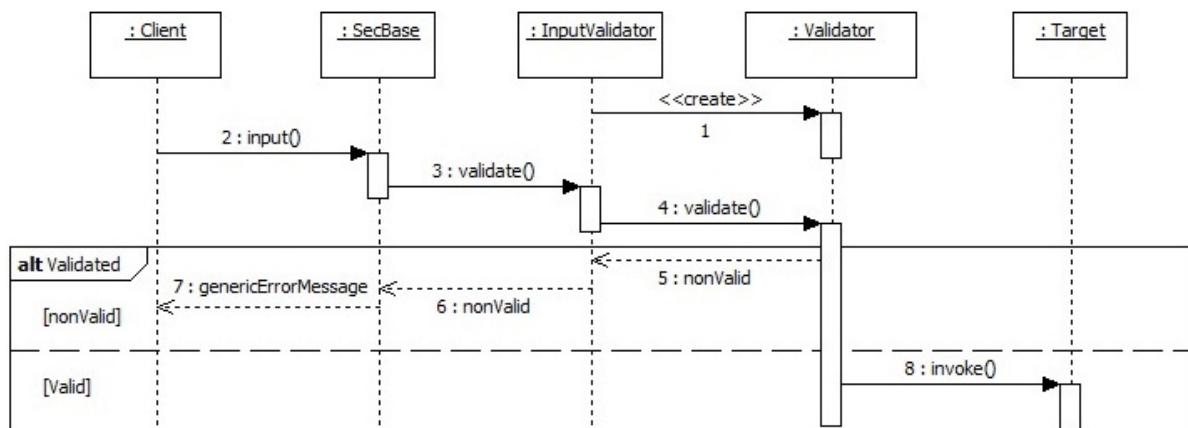 : Client
: SecBase
: InputValidator
: Validator
: Target
<<create>>
1
2 : input()
3 : validate()
4 : validate()
alt Validated
5 : nonValid
7 : genericErrorMessage
6 : nonValid
[nonValid]
8 : invoke()
[Valid]